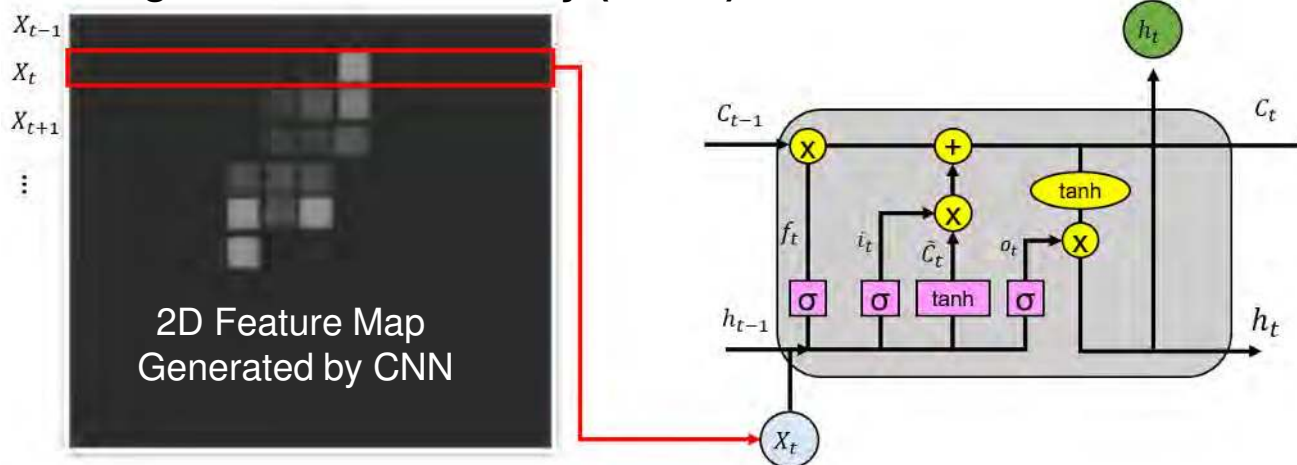 X_{t-1}
X_t
X_{t+1}
⋮
2D Feature Map
Generated by CNN
h_t
C_{t-1}
C_t
x
+
tanh
x
x
f_t
i_t
C̃_t
o_t
σ
σ
tanh
σ
h_{t-1}
h_t
X_t